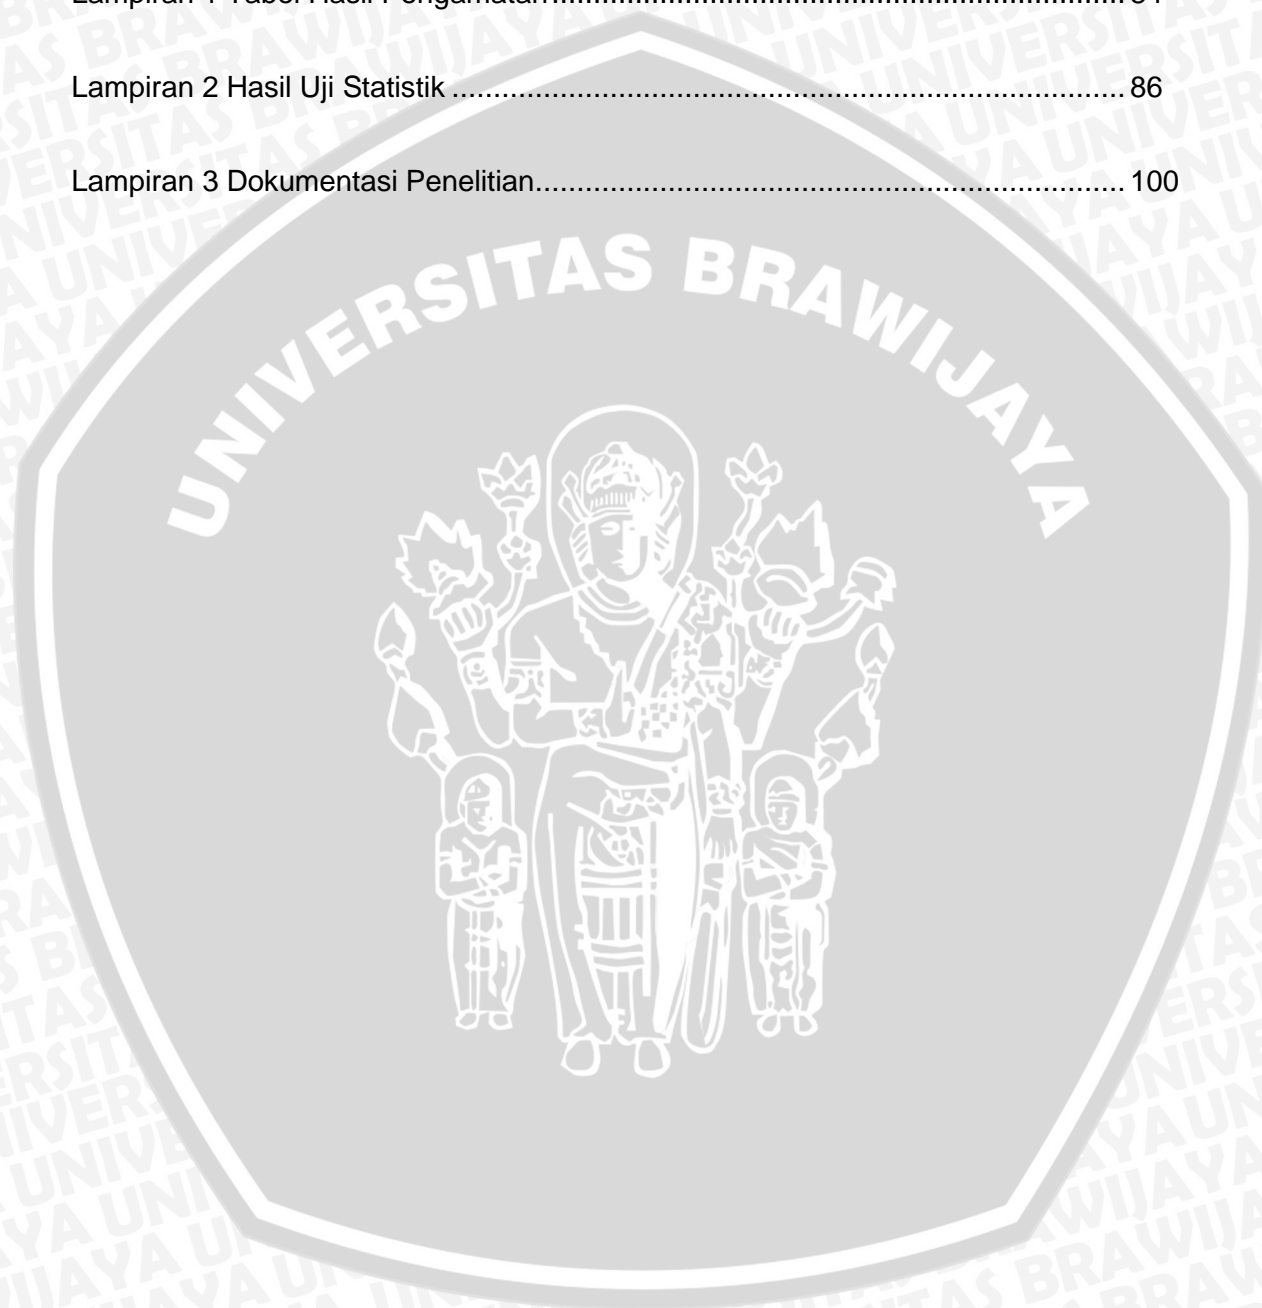 Lampiran 1 Tabel Hasil Pengamatan
Lampiran 2 Hasil Uji Statistik ................................................................................ 86
Lampiran 3 Dokumentasi Penelitian...................................................................... 100
UNIVERSITAS BRAWIJAYA